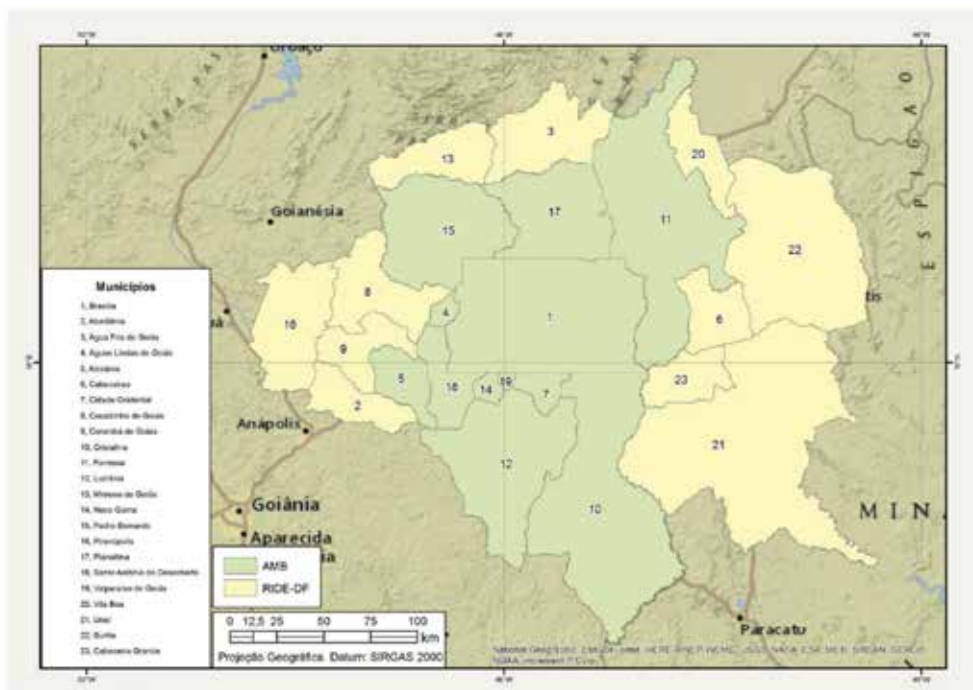 Uruaçu
SERRA PAS
ESPIGAO
Goianésia
13
3
20
15
17
11
22
8
16
4
1
6
9
5
18
14
19
7
23
2
21
12
10
Anápolis
Goiânia
Aparecida
MINA
Paracatu
Municípios
1, Brasília
2, Abadiânia
3, Água Fria de Goiás
4, Águas Lindas de Goiás
5, Alexânia
6, Cabeceiras
7, Cidade Ocidental
8, Cocalzinho de Goiás
9, Corumbá de Goiás
10, Cristalina
11, Formosa
12, Luziânia
13, Mimoso de Goiás
14, Novo Gama
15, Padre Bernardo
16, Pirenópolis
17, Planaltina
18, Santo Antônio do Descoberto
19, Valparaíso de Goiás
20, Vila Boa
21, Unaí
22, Buritis
23, Cabeceira Grande
AMB
RIDE-DF
0 12,5 25 50 75 100
km
Projeção Geográfica. Datum: SIRGAS 2000